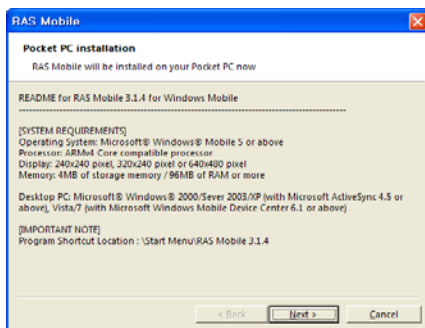 RAS Mobile
Pocket PC installation
RAS Mobile will be installed on your Pocket PC now
README for RAS Mobile 3.1.4 for Windows Mobile
--------------------------------------------------------------------------------
[SYSTEM REQUIREMENTS]
Operating System: Microsoft® Windows® Mobile 5 or above
Processor: ARMv4 Core compatible processor
Display: 240x240 pixel, 320x240 pixel or 640x480 pixel
Memory: 4MB of storage memory / 96MB of RAM or more
Desktop PC: Microsoft® Windows® 2000/Sever 2003/XP (with Microsoft ActiveSync 4.5 or
above), Vista/7 (with Microsoft Windows Mobile Device Center 6.1 or above)
[IMPORTANT NOTE]
Program Shortcut Location : \Start Menu\RAS Mobile 3.1.4
< Back
Next >
Cancel